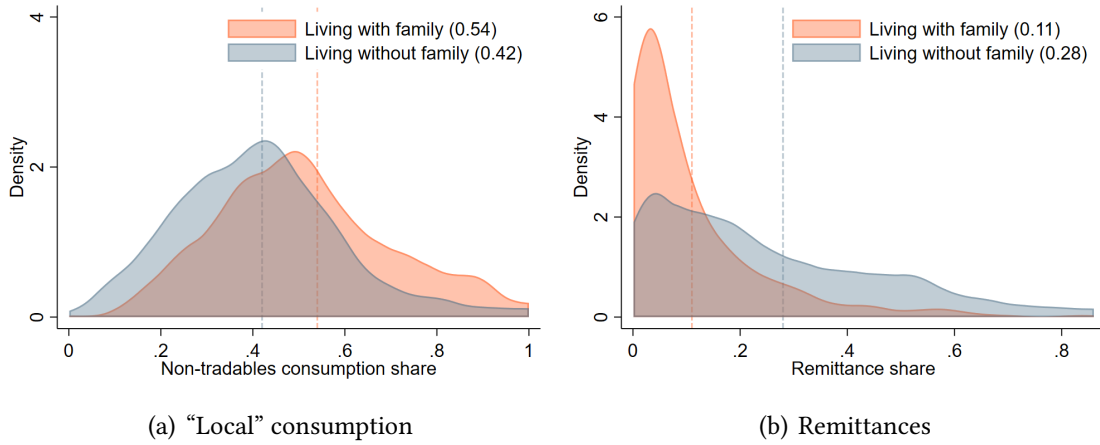 Living with family (0.54)
Living without family (0.42)
4
2
0
Density
0 .2 .4 .6 .8 1
Non-tradables consumption share
(a) “Local” consumption
Living with family (0.11)
Living without family (0.28)
6
4
2
0
Density
0 .2 .4 .6 .8
Remittance share
(b) Remittances